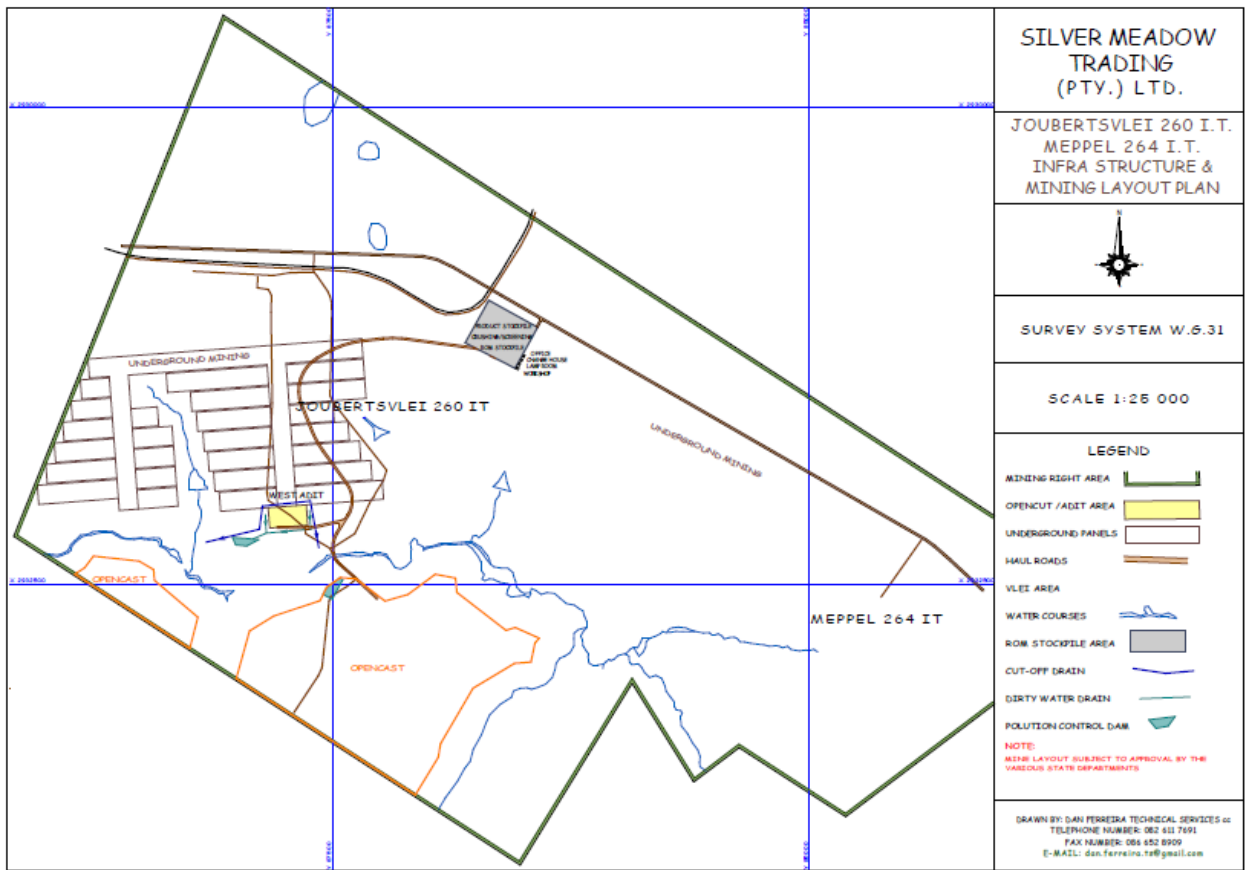 SILVER MEADOW
TRADING
(PTY.) LTD.
JOUBERTSVLEI 260 I.T.
MEPPEL 264 I.T.
INFRA STRUCTURE &
MINING LAYOUT PLAN
N
SURVEY SYSTEM W.G.31
SCALE 1:25 000
LEGEND
MINING RIGHT AREA
OPENCUT /ADIT AREA
UNDERGROUND PANELS
HAUL ROADS
VLEI AREA
WATER COURSES
ROM STOCKPILE AREA
CUT-OFF DRAIN
DIRTY WATER DRAIN
POLUTION CONTROL DAM
NOTE:
MINE LAYOUT SUBJECT TO APPROVAL BY THE
VARIOUS STATE DEPARTMENTS
DRAWN BY: DAN FERREIRA TECHNICAL SERVICES cc
TELEPHONE NUMBER: 082 611 7691
FAX NUMBER: 086 652 8909
E-MAIL: dan.ferreira.ts@gmail.com
PRODUCT STOCKPILE
CRUSHING/SCREENING
ROM STOCKPILE
OFFICE
CHANGE HOUSE
LAMP ROOM
WORKSHOP
UNDERGROUND MINING
JOUBERTSVLEI 260 IT
UNDERGROUND MINING
WEST ADIT
OPENCAST
MEPPEL 264 IT
OPENCAST